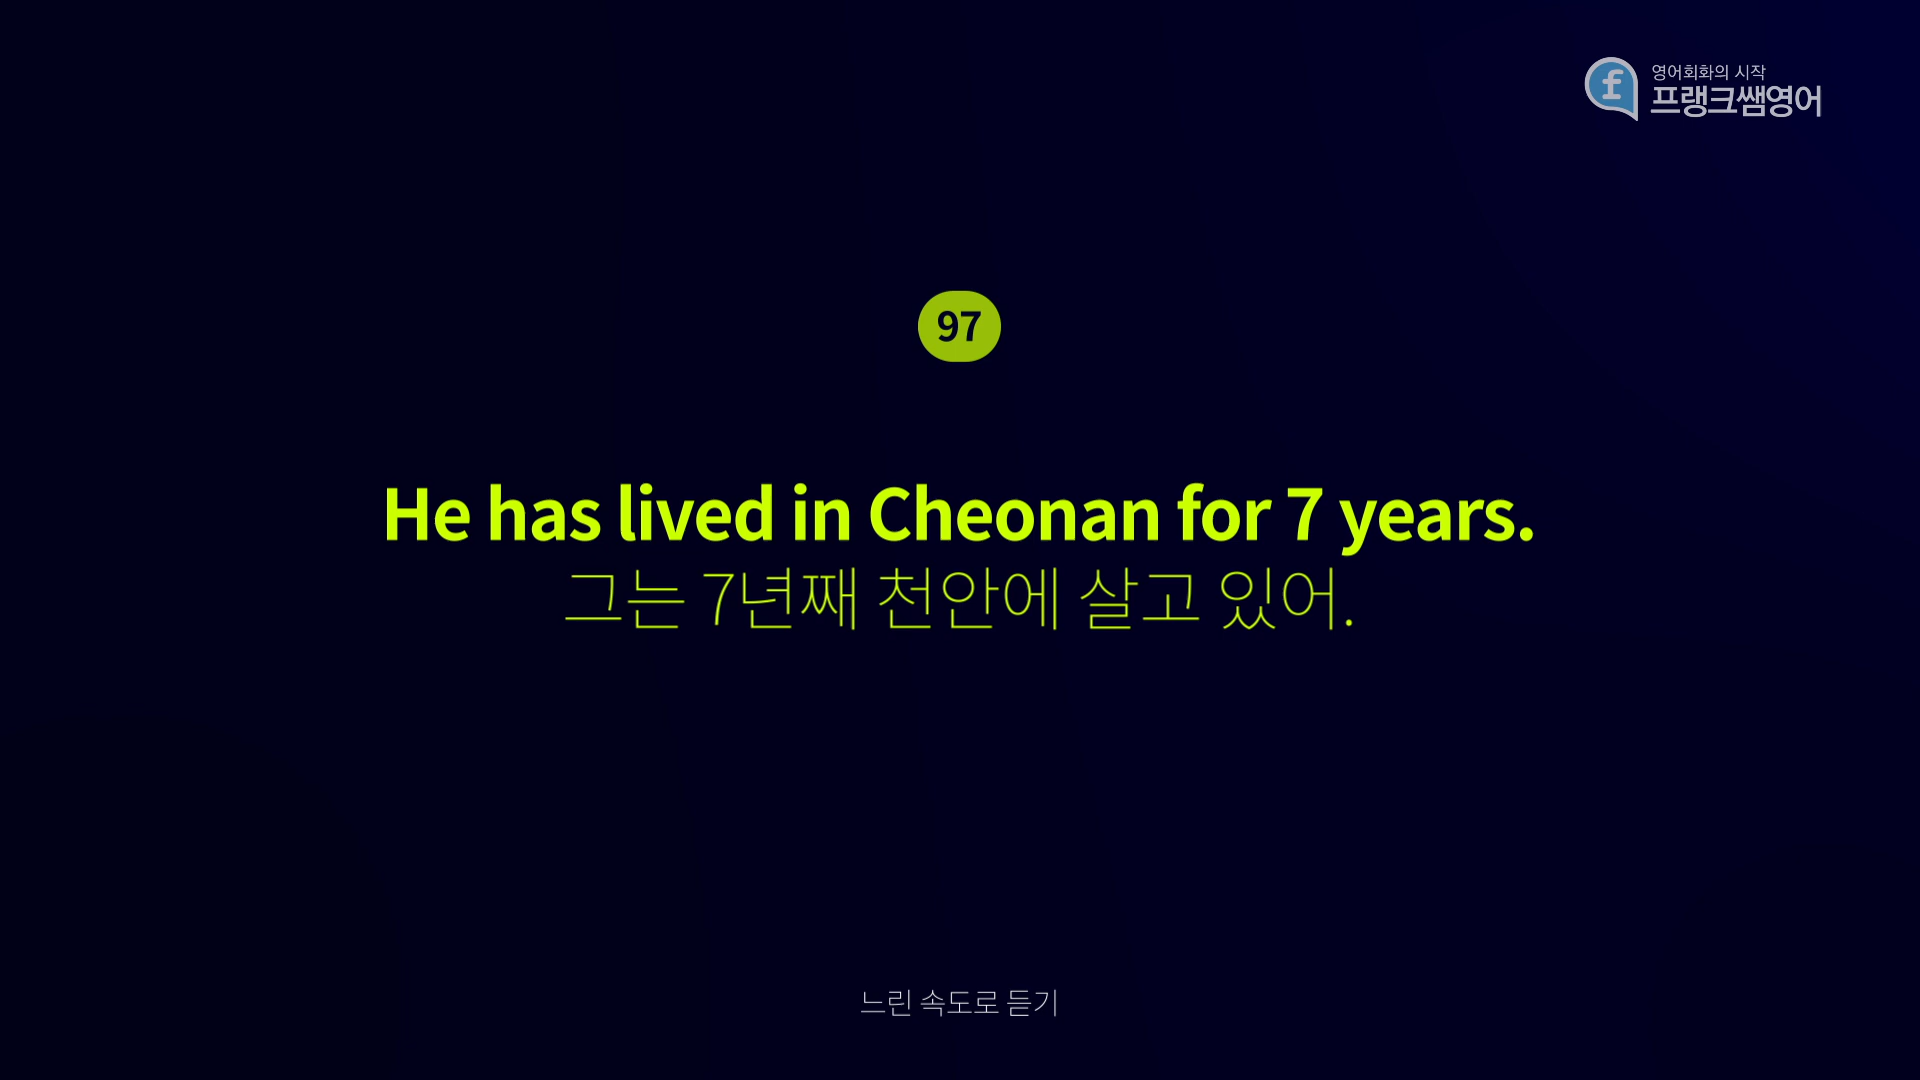 영어회화의 시작
프랭크쌤영어
97
He has lived in Cheonan for 7 years.
그는 7년째 천안에 살고 있어.
느린 속도로 듣기